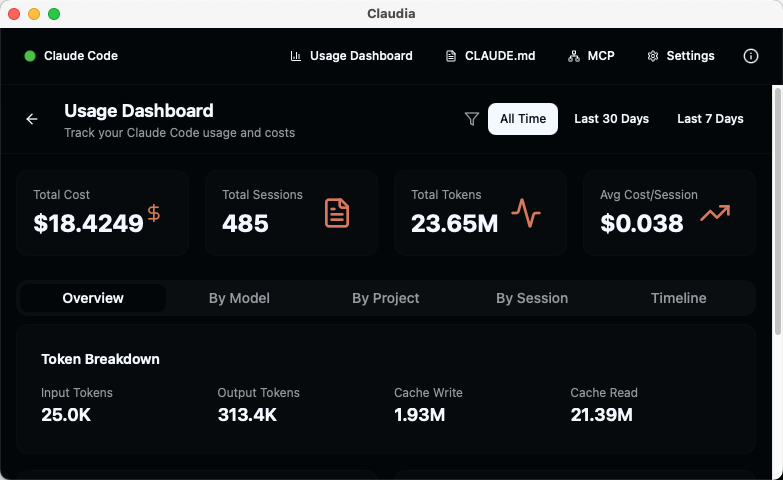 Claudia
Claude Code Usage Dashboard CLAUDE.md MCP Settings
Usage Dashboard
Track your Claude Code usage and costs
All Time Last 30 Days Last 7 Days
Total Cost
$18.4249
Total Sessions
485
Total Tokens
23.65M
Avg Cost/Session
$0.038
Overview By Model By Project By Session Timeline
Token Breakdown
Input Tokens Output Tokens Cache Write Cache Read
25.0K 313.4K 1.93M 21.39M